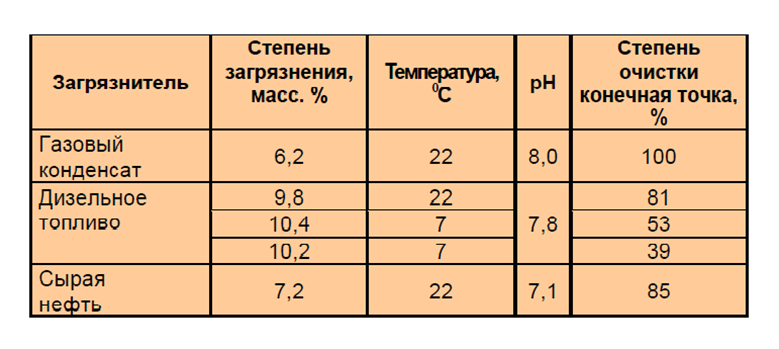 Загрязнитель
Степень
загрязнения,
масс. %
Температура,
⁰С
pH
Степень
очистки
конечная точка,
%
Газовый
конденсат
6,2
22
8,0
100
Дизельное
топливо
9,8
22
7,8
81
10,4
7
53
10,2
7
39
Сырая
нефть
7,2
22
7,1
85